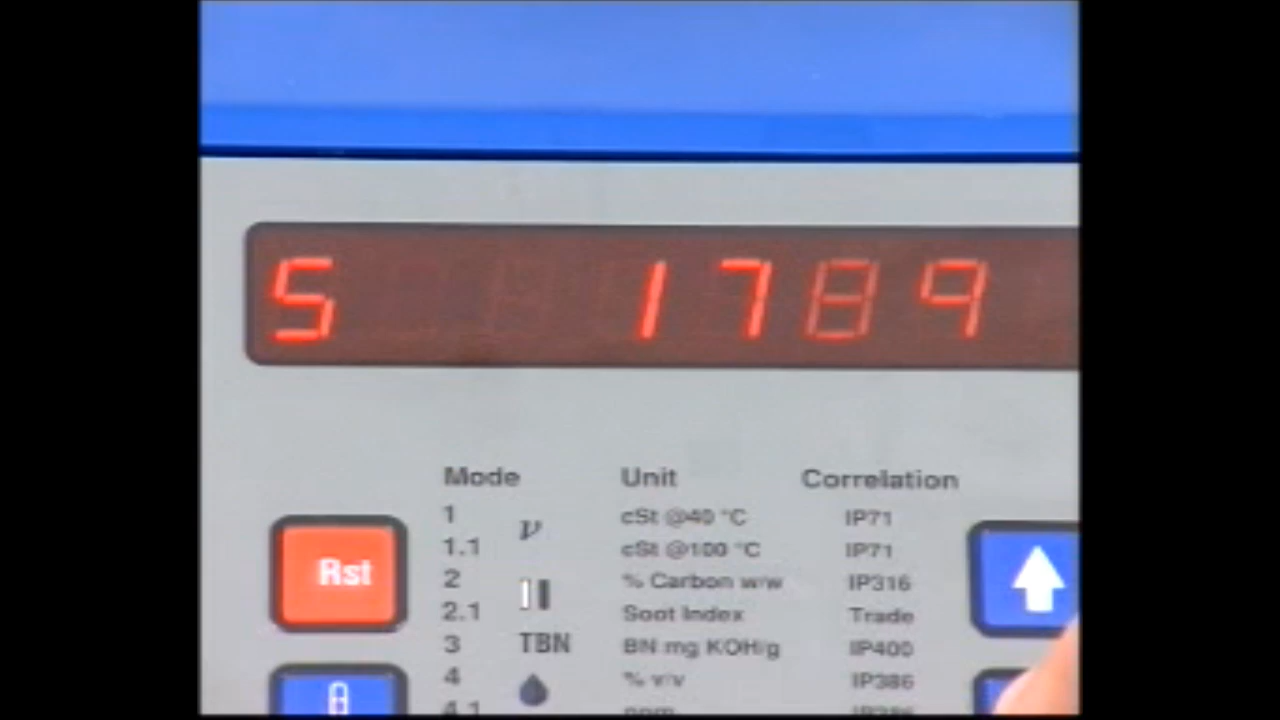 5 1789
Mode Unit Correlation
1 ν cSt @40 °C IP71
1.1 cSt @100 °C IP71
Rst
2 % Carbon w/w IP316
2.1 Soot Index Trade
3 TBN BN mg KOH/g IP400
4 % v/v IP386
4.1 ppm